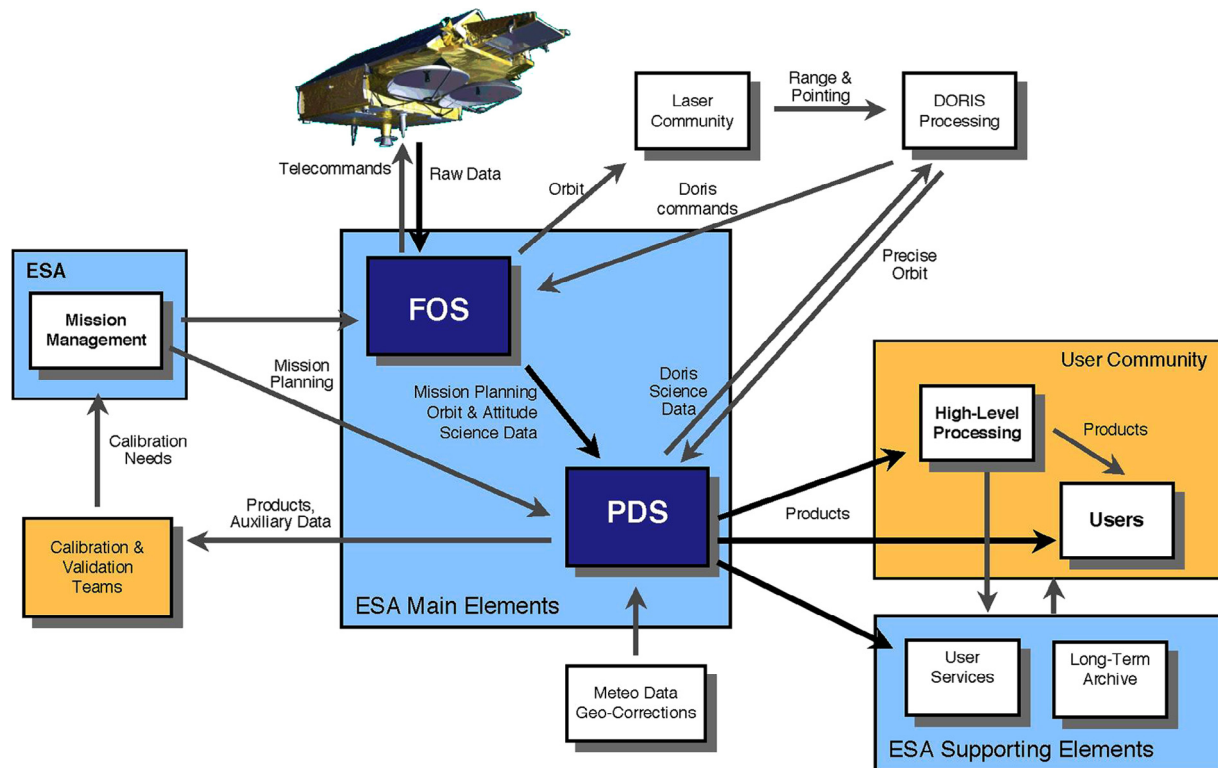 Telecommands
Raw Data
Orbit
Laser
Community
Range &
Pointing
DORIS
Processing
Doris
commands
Precise
Orbit
ESA
Mission
Management
FOS
Mission
Planning
Mission Planning
Orbit & Attitude
Science Data
Doris
Science
Data
Calibration
Needs
User Community
High-Level
Processing
Products
Users
Products,
Auxiliary Data
PDS
Products
Calibration &
Validation
Teams
ESA Main Elements
Meteo Data
Geo-Corrections
User
Services
Long-Term
Archive
ESA Supporting Elements